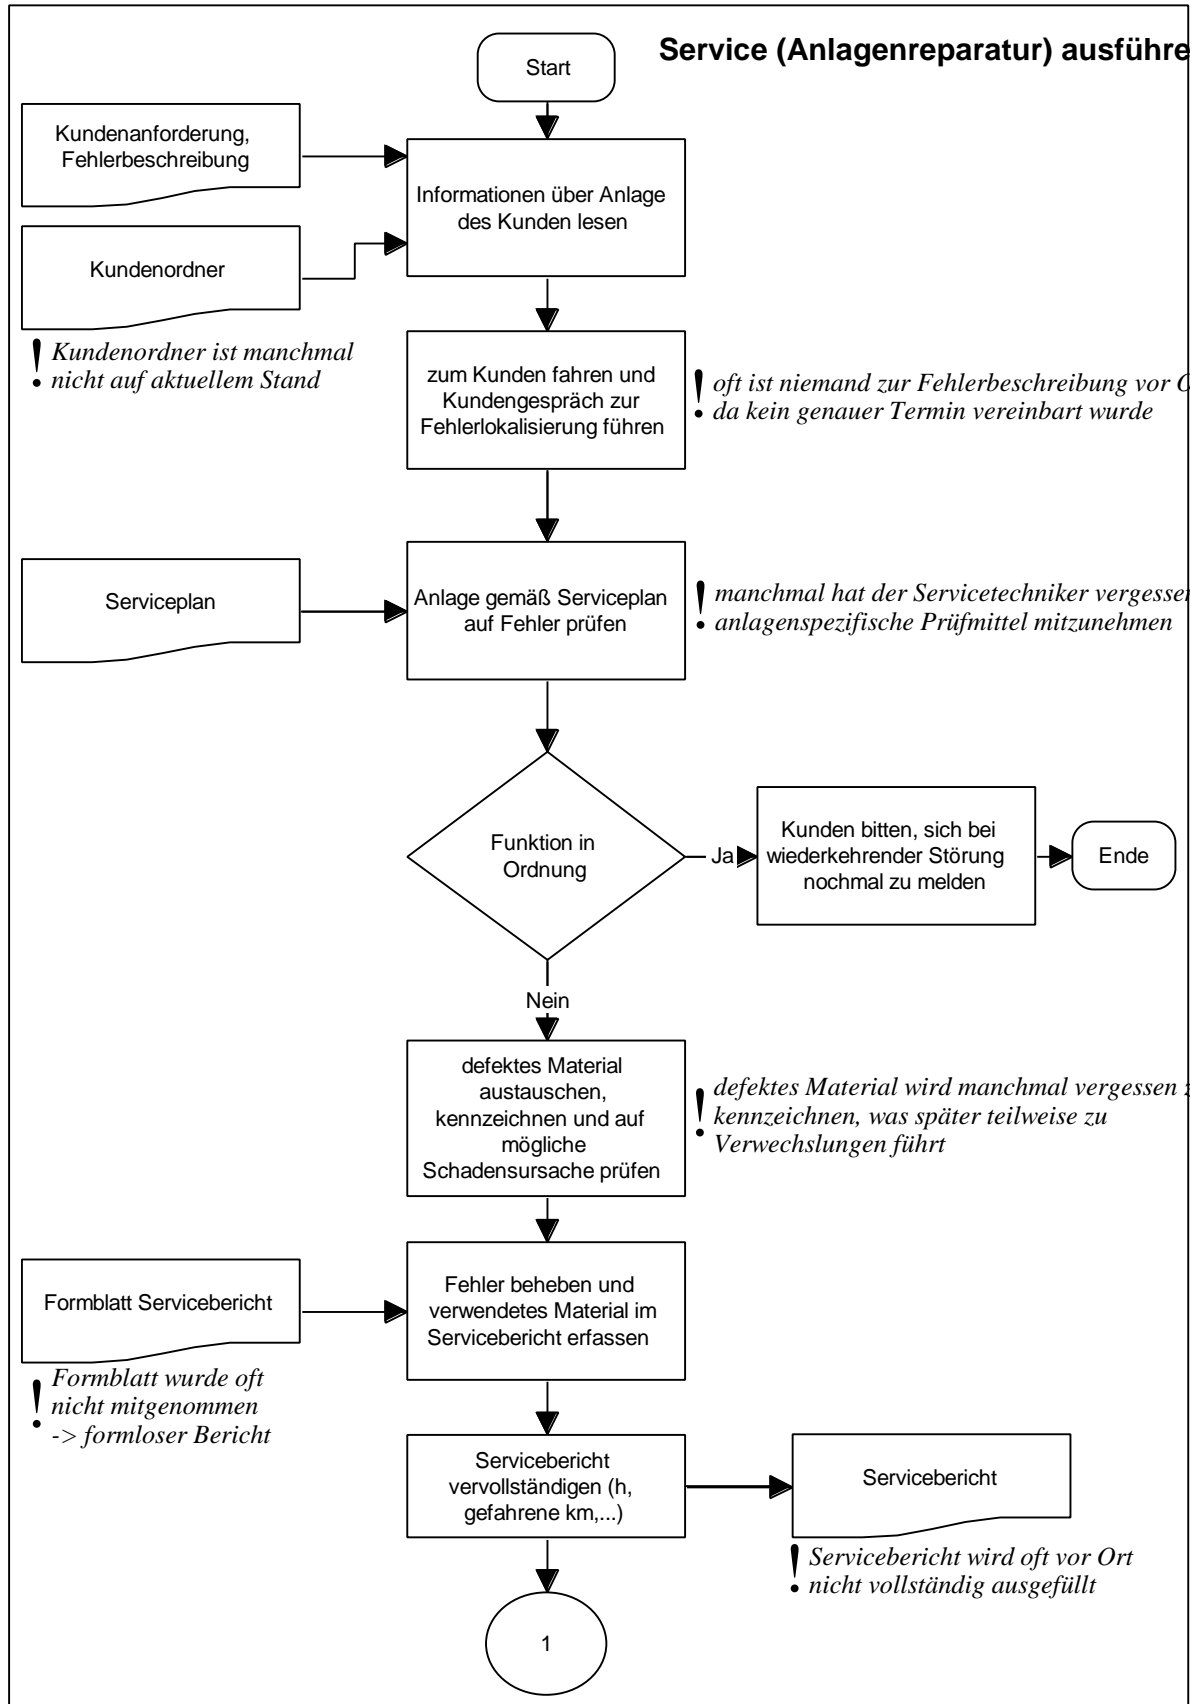 Service (Anlagenreparatur) ausführe
Start
Kundenanforderung,
Fehlerbeschreibung
Informationen über Anlage
des Kunden lesen
Kundenordner
! Kundenordner ist manchmal
nicht auf aktuellem Stand
zum Kunden fahren und
Kundengespräch zur
Fehlerlokalisierung führen
! oft ist niemand zur Fehlerbeschreibung vor
da kein genauer Termin vereinbart wurde
Serviceplan
Anlage gemäß Serviceplan
auf Fehler prüfen
! manchmal hat der Servicetechniker vergessen
anlagenspezifische Prüfmittel mitzunehmen
Funktion in
Ordnung
Ja
Kunden bitten, sich bei
wiederkehrender Störung
nochmal zu melden
Ende
Nein
defektes Material
austauschen,
kennzeichnen und auf
mögliche
Schadensursache prüfen
! defektes Material wird manchmal vergessen
kennzeichnen, was später teilweise zu
Verwechslungen führt
Formblatt Servicebericht
Fehler beheben und
verwendetes Material im
Servicebericht erfassen
! Formblatt wurde oft
nicht mitgenommen
-> formloser Bericht
Servicebericht
vervollständigen (h,
gefahrene km,...)
Servicebericht
! Servicebericht wird oft vor Ort
nicht vollständig ausgefüllt
1